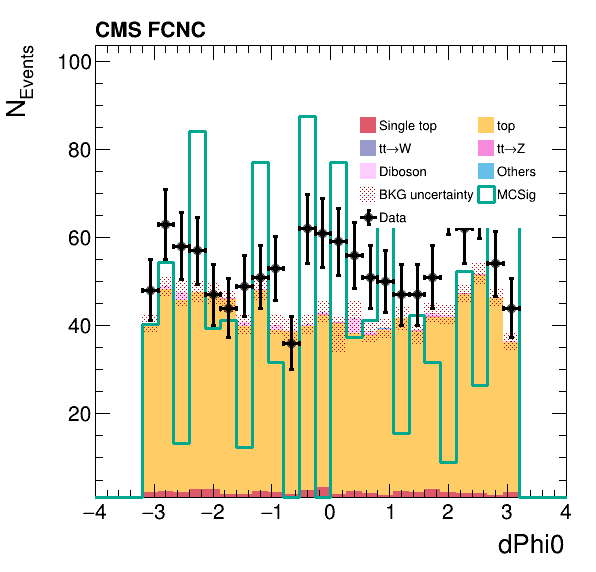 CMS FCNC
N_Events
100
80
60
40
20
Single top
top
tt→W
tt→Z
Diboson
Others
BKG uncertainty
MCSig
Data
−4 −3 −2 −1 0 1 2 3 4
dPhi0